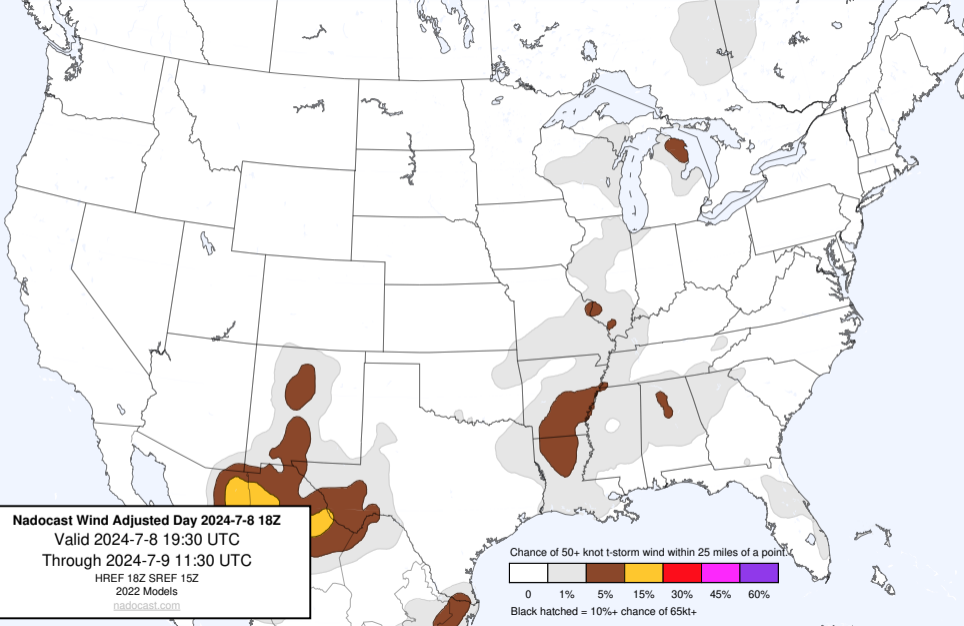 Nadocast Wind Adjusted Day 2024-7-8 18Z
Valid 2024-7-8 19:30 UTC
Through 2024-7-9 11:30 UTC
HREF 18Z SREF 15Z
2022 Models
nadocast.com
Chance of 50+ knot t-storm wind within 25 miles of a point.
0 1% 5% 15% 30% 45% 60%
Black hatched = 10%+ chance of 65kt+